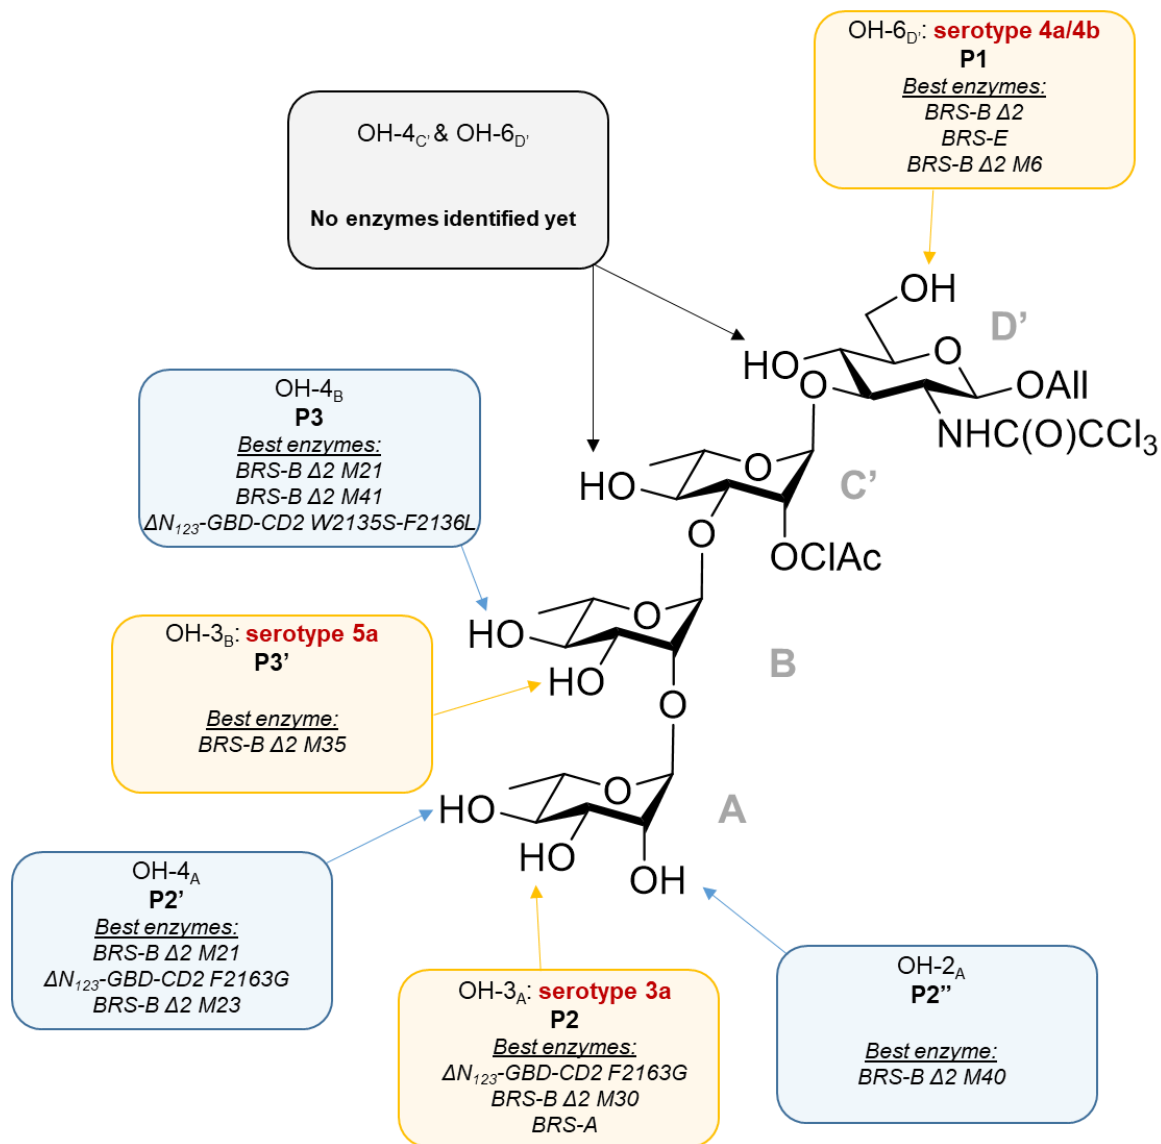 OH-6D': serotype 4a/4b
P1
Best enzymes:
BRS-B Δ2
BRS-E
BRS-B Δ2 M6
OH-4C' & OH-6D'
No enzymes identified yet
OH
D'
HO
O
O
OAll
NHC(O)CCl3
OH-4B
P3
Best enzymes:
BRS-B Δ2 M21
BRS-B Δ2 M41
ΔN123-GBD-CD2 W2135S-F2136L
HO
O
C'
O
OClAc
OH-3B: serotype 5a
P3'
Best enzyme:
BRS-B Δ2 M35
HO
O
HO
B
O
HO
O
A
HO
OH
OH-4A
P2'
Best enzymes:
BRS-B Δ2 M21
ΔN123-GBD-CD2 F2163G
BRS-B Δ2 M23
OH-3A: serotype 3a
P2
Best enzymes:
ΔN123-GBD-CD2 F2163G
BRS-B Δ2 M30
BRS-A
OH-2A
P2''
Best enzyme:
BRS-B Δ2 M40